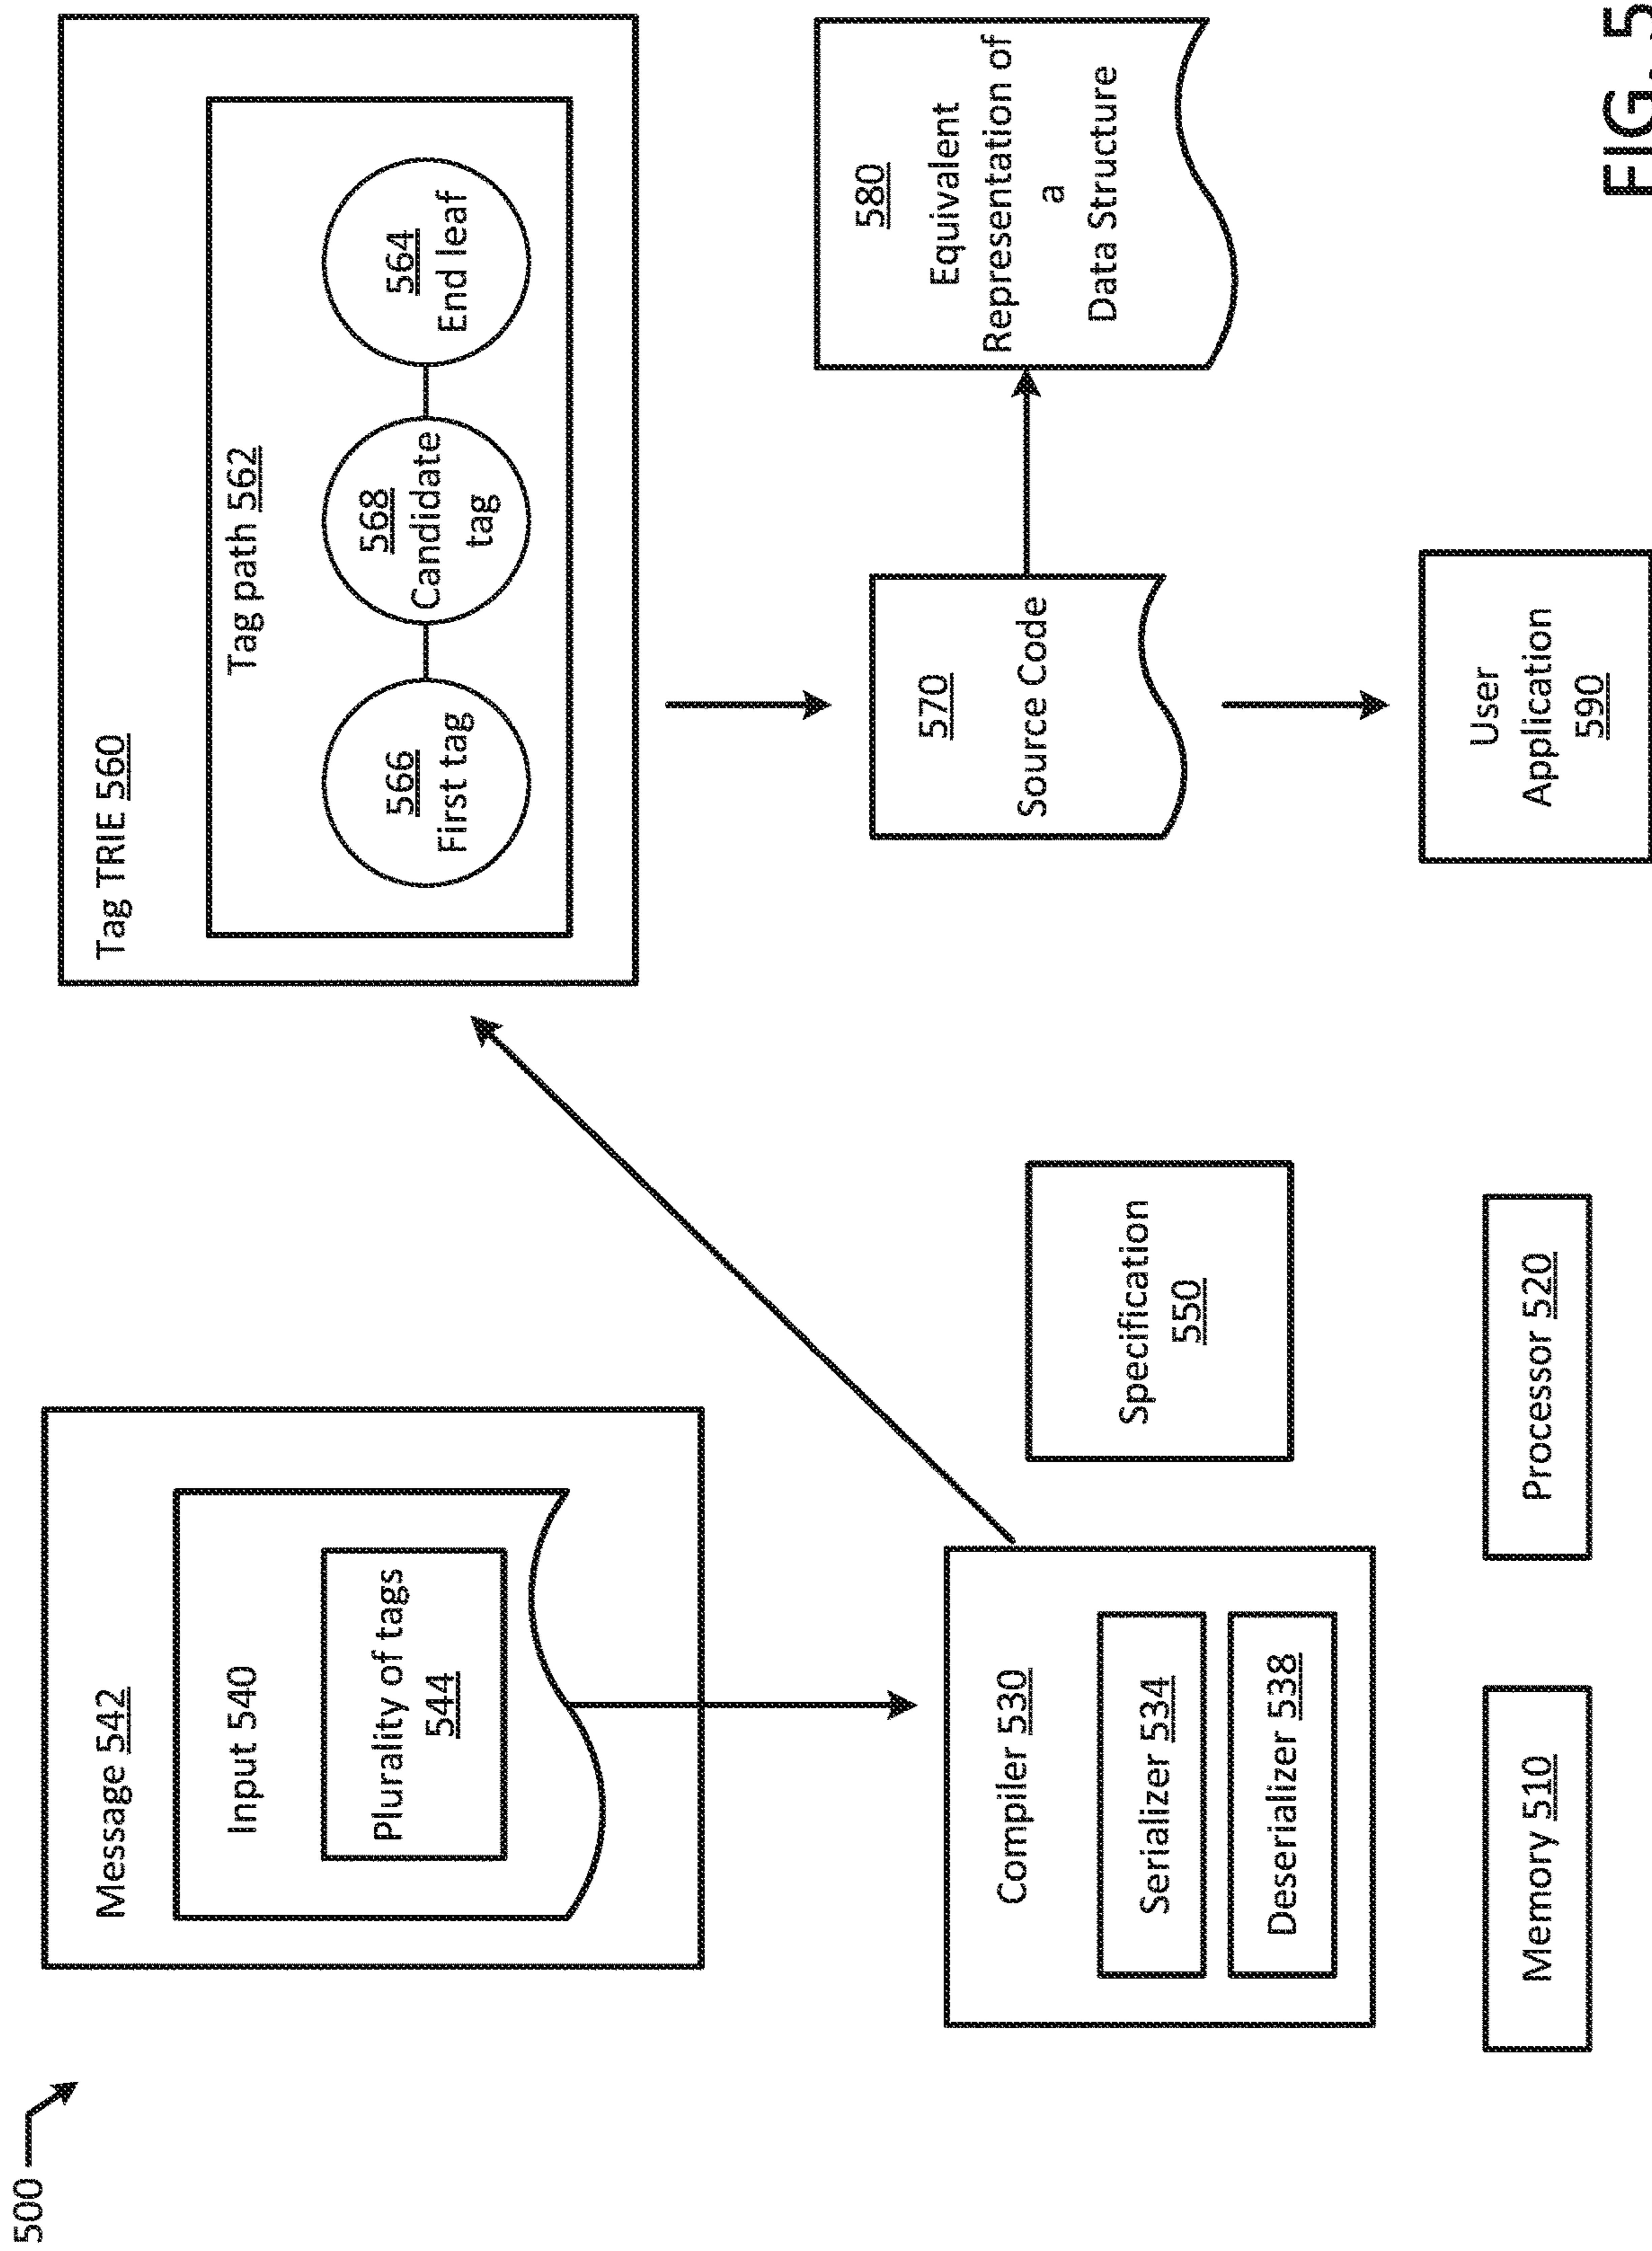 500
Message 542
Input 540
Plurality of tags
544
Compiler 530
Serializer 534
Deserializer 538
Specification
550
Memory 510
Processor 520
Tag TRIE 560
Tag path 562
566
First tag
568
Candidate
tag
564
End leaf
570
Source Code
580
Equivalent
Representation of
a
Data Structure
User
Application
590
FIG. 5